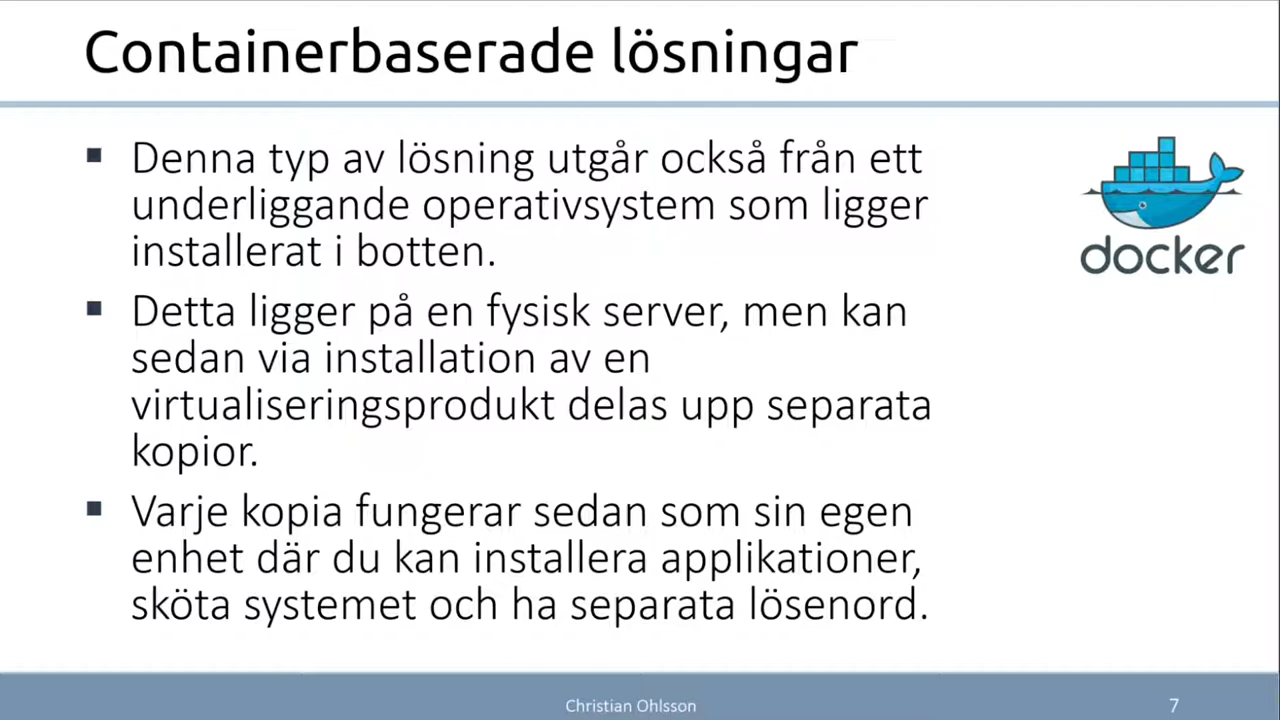 Containerbaserade lösningar
Denna typ av lösning utgår också från ett
underliggande operativsystem som ligger
installerat i botten.
Detta ligger på en fysisk server, men kan
sedan via installation av en
virtualiseringsprodukt delas upp separata
kopior.
Varje kopia fungerar sedan som sin egen
enhet där du kan installera applikationer,
sköta systemet och ha separata lösenord.
docker
Christian Ohlsson
7